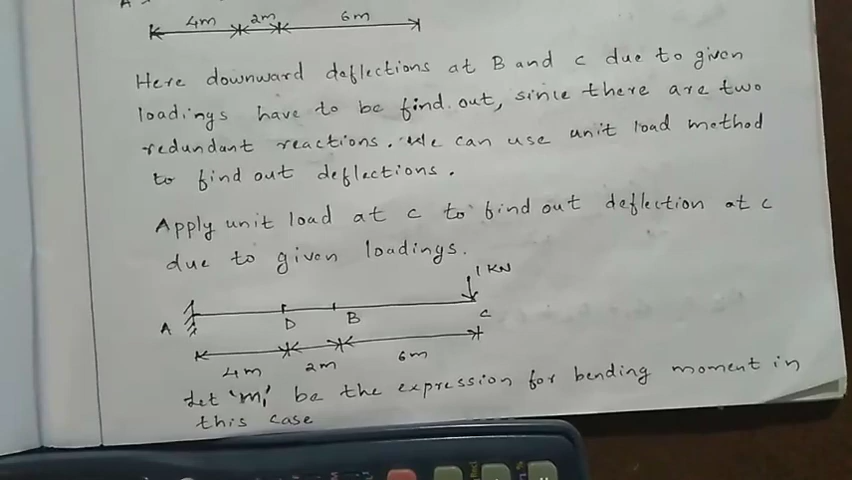 A
4m 2m 6m
Here downward deflections at B and C due to given
loadings have to be find out, since there are two
redundant reactions. We can use unit load method
to find out deflections.
Apply unit load at C to find out deflection at C
due to given loadings.
1 KN
A D B C
4m 2m 6m
Let 'm₁' be the expression for bending moment in
this case